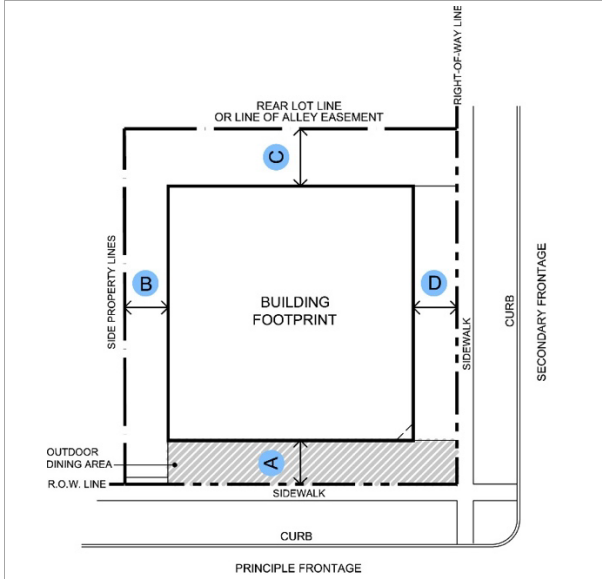 RIGHT-OF-WAY LINE
REAR LOT LINE
OR LINE OF ALLEY EASEMENT
C
SIDE PROPERTY LINES
B
BUILDING
FOOTPRINT
D
SIDEWALK
CURB
SECONDARY FRONTAGE
OUTDOOR
DINING AREA
A
R.O.W. LINE
SIDEWALK
CURB
PRINCIPLE FRONTAGE